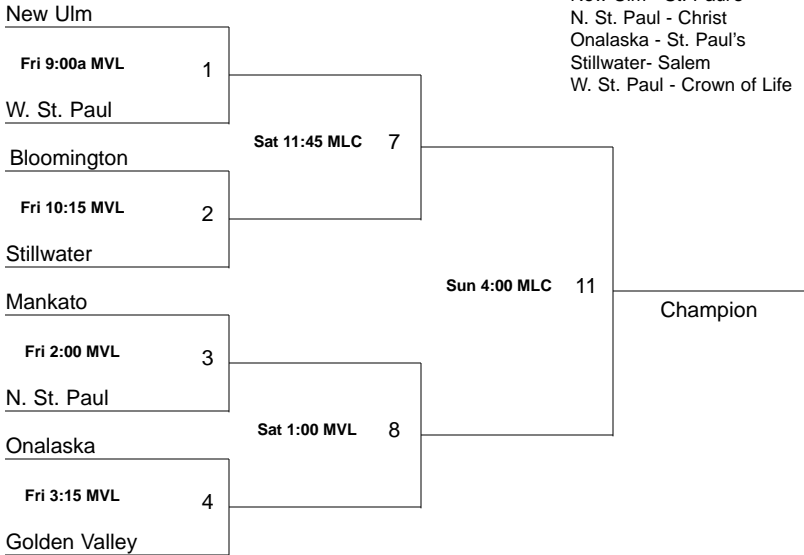 New Ulm
N. St. Paul - Christ
Onalaska - St. Paul's
Stillwater- Salem
W. St. Paul - Crown of Life
Fri 9:00a MVL 1
W. St. Paul
Sat 11:45 MLC 7
Bloomington
Fri 10:15 MVL 2
Stillwater
Sun 4:00 MLC 11
Champion
Mankato
Fri 2:00 MVL 3
N. St. Paul
Sat 1:00 MVL 8
Onalaska
Fri 3:15 MVL 4
Golden Valley